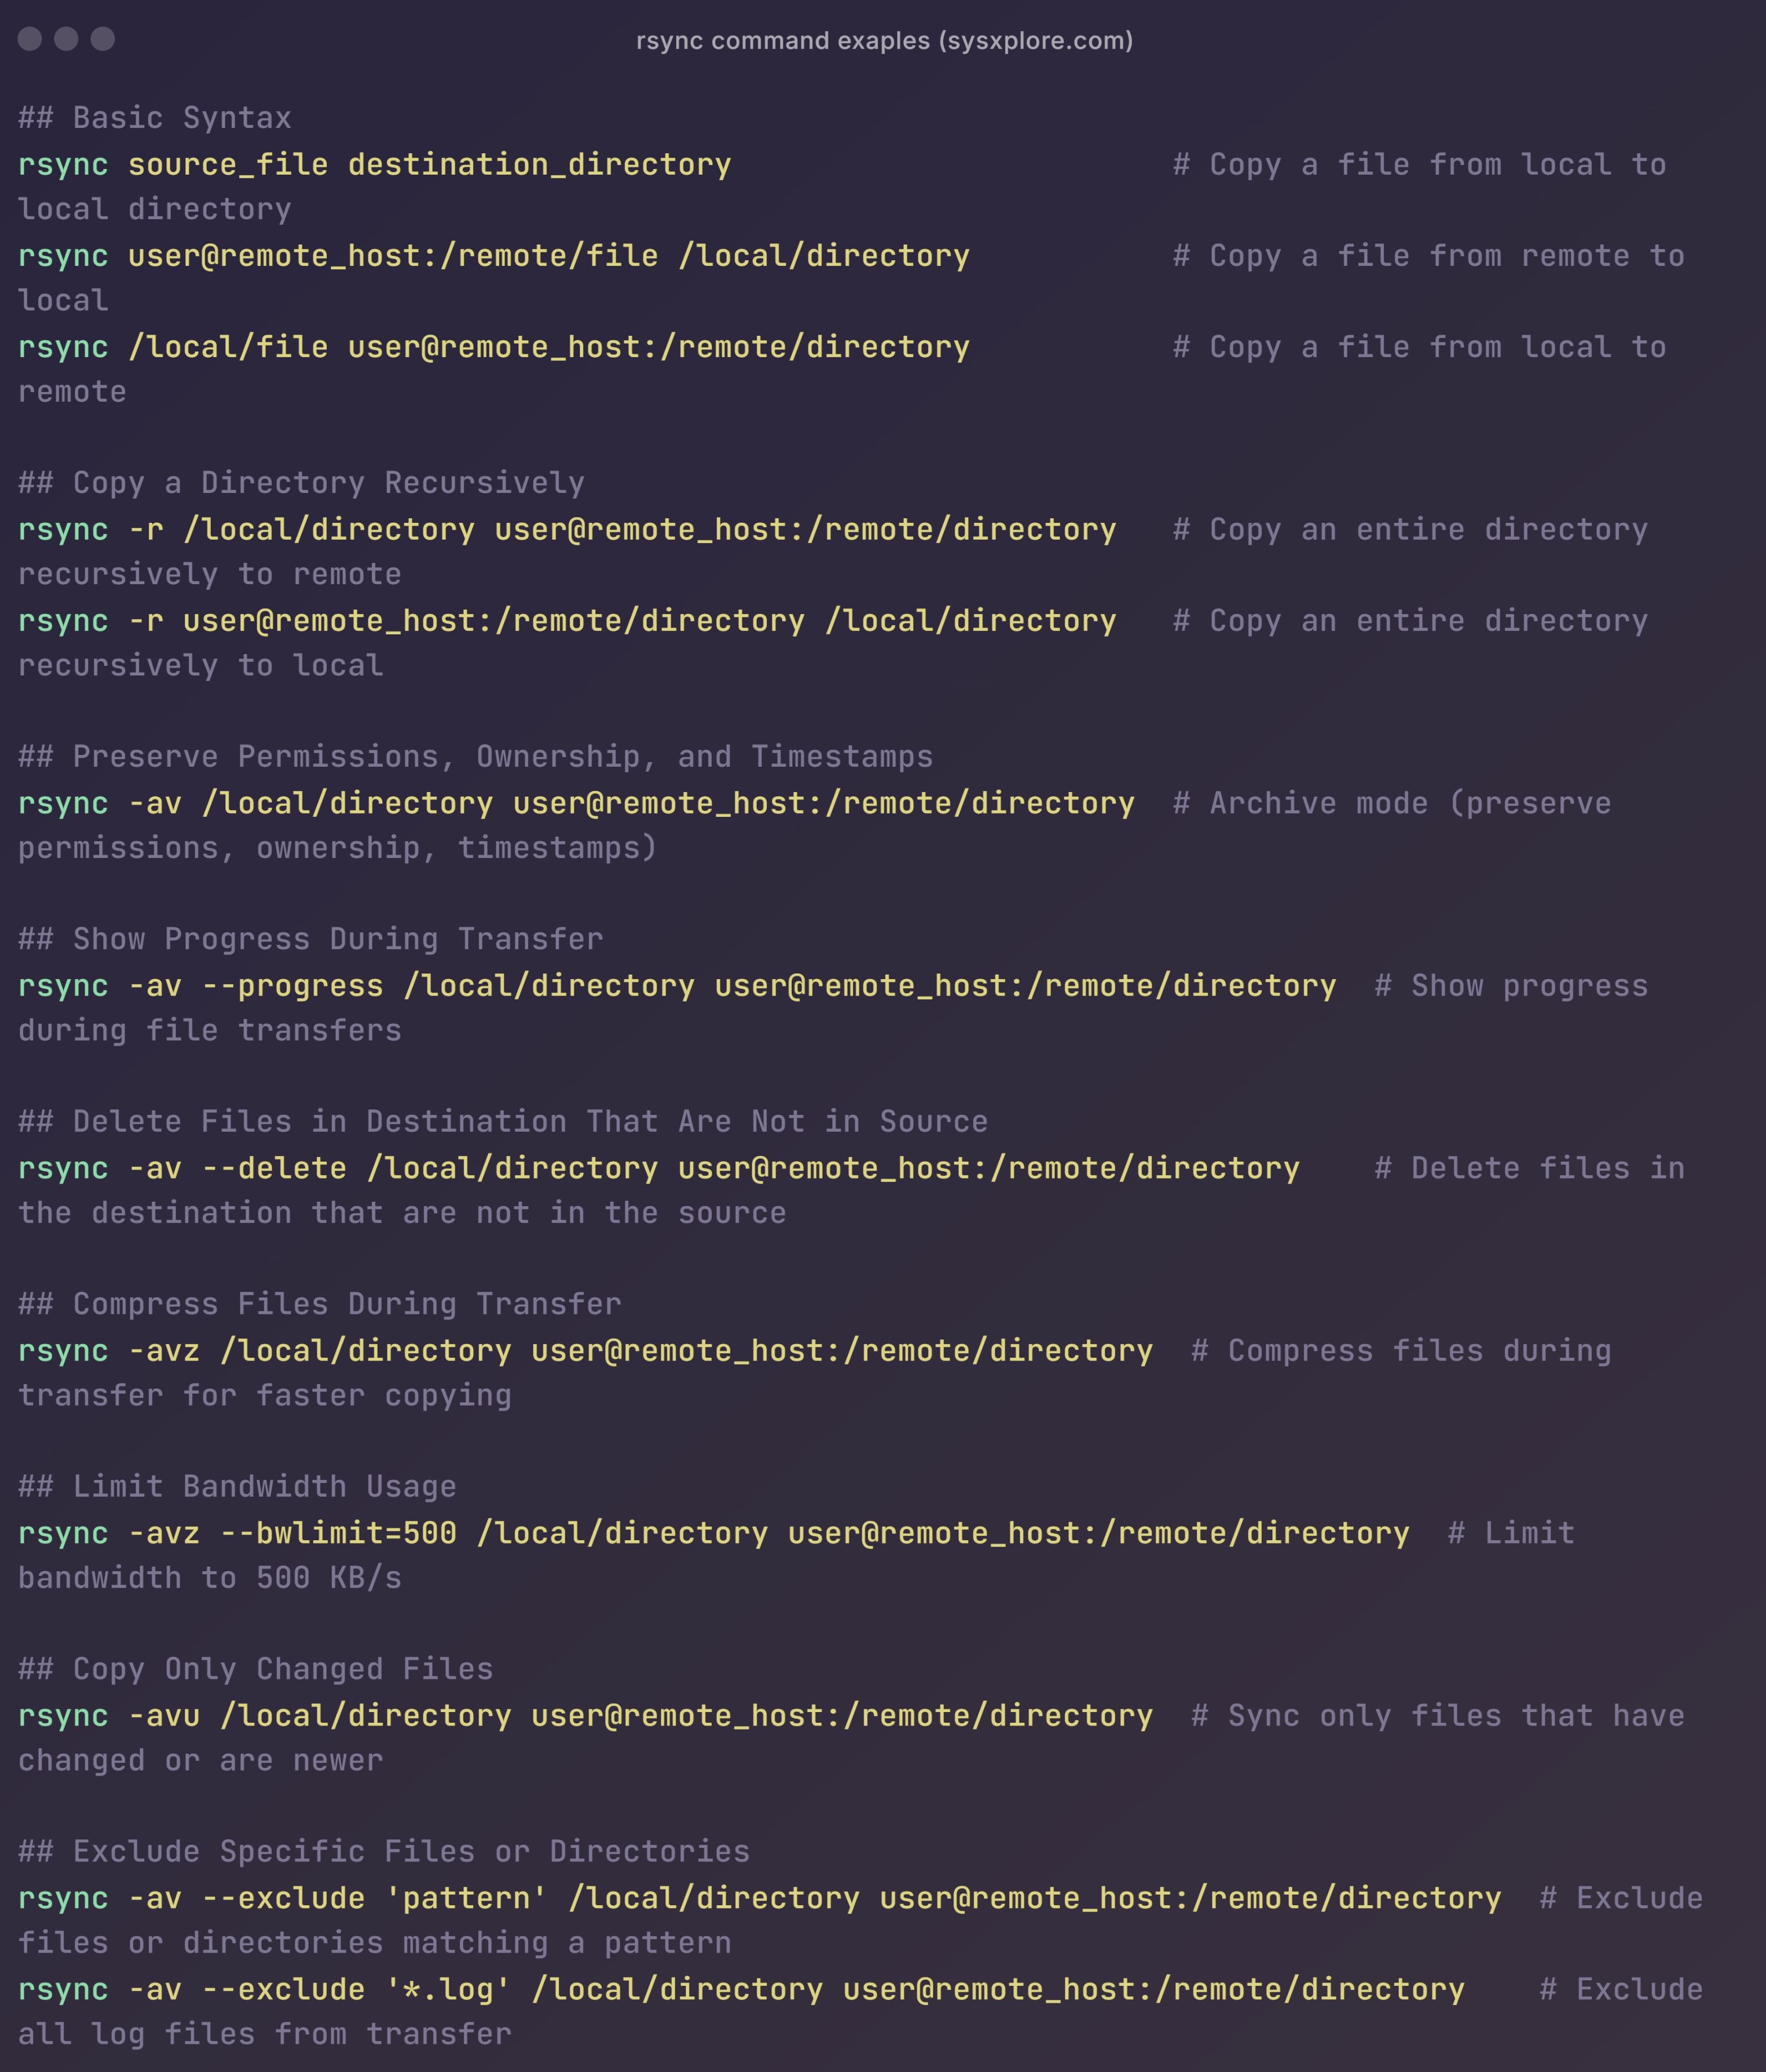 rsync command exaples (sysxplore.com)
## Basic Syntax
rsync source_file destination_directory                        # Copy a file from local to
local directory
rsync user@remote_host:/remote/file /local/directory           # Copy a file from remote to
local
rsync /local/file user@remote_host:/remote/directory           # Copy a file from local to
remote
## Copy a Directory Recursively
rsync -r /local/directory user@remote_host:/remote/directory   # Copy an entire directory
recursively to remote
rsync -r user@remote_host:/remote/directory /local/directory   # Copy an entire directory
recursively to local
## Preserve Permissions, Ownership, and Timestamps
rsync -av /local/directory user@remote_host:/remote/directory  # Archive mode (preserve
permissions, ownership, timestamps)
## Show Progress During Transfer
rsync -av --progress /local/directory user@remote_host:/remote/directory  # Show progress
during file transfers
## Delete Files in Destination That Are Not in Source
rsync -av --delete /local/directory user@remote_host:/remote/directory    # Delete files in
the destination that are not in the source
## Compress Files During Transfer
rsync -avz /local/directory user@remote_host:/remote/directory  # Compress files during
transfer for faster copying
## Limit Bandwidth Usage
rsync -avz --bwlimit=500 /local/directory user@remote_host:/remote/directory  # Limit
bandwidth to 500 KB/s
## Copy Only Changed Files
rsync -avu /local/directory user@remote_host:/remote/directory  # Sync only files that have
changed or are newer
## Exclude Specific Files or Directories
rsync -av --exclude 'pattern' /local/directory user@remote_host:/remote/directory  # Exclude
files or directories matching a pattern
rsync -av --exclude '*.log' /local/directory user@remote_host:/remote/directory    # Exclude
all log files from transfer